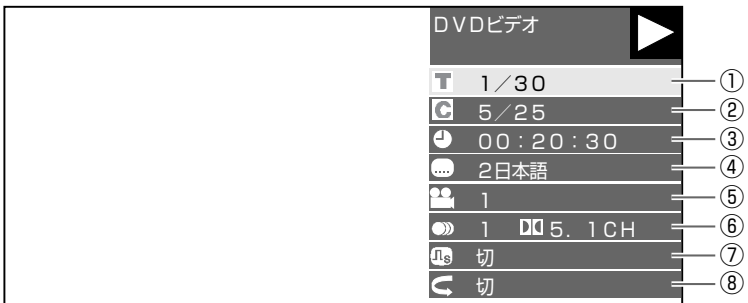 DVDビデオ
T 1/30 ①
C 5/25 ②
00:20:30 ③
2日本語 ④
1 ⑤
1 DD 5.1CH ⑥
S 切 ⑦
切 ⑧